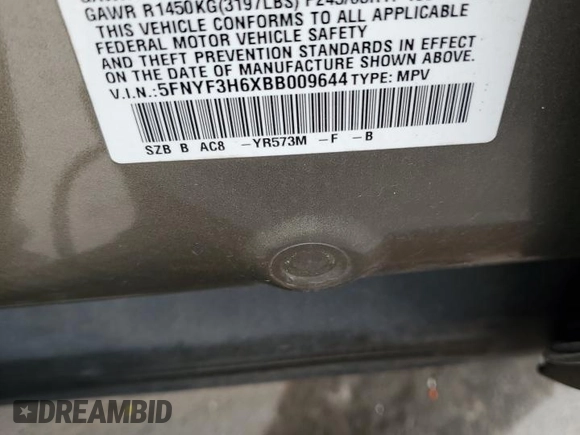 GAWR R1450KG(3197LBS)
THIS VEHICLE CONFORMS TO ALL APPLICABLE
FEDERAL MOTOR VEHICLE SAFETY
AND THEFT PREVENTION STANDARDS IN EFFECT
ON THE DATE OF MANUFACTURE SHOWN ABOVE.
V.I.N.: 5FNYF3H6XBB009644 TYPE: MPV
SZB B AC8 -YR573M -F -B
DREAMBID